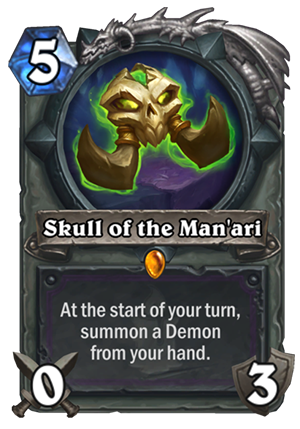 5
Skull of the Man'ari
At the start of your turn,
summon a Demon
from your hand.
0
3